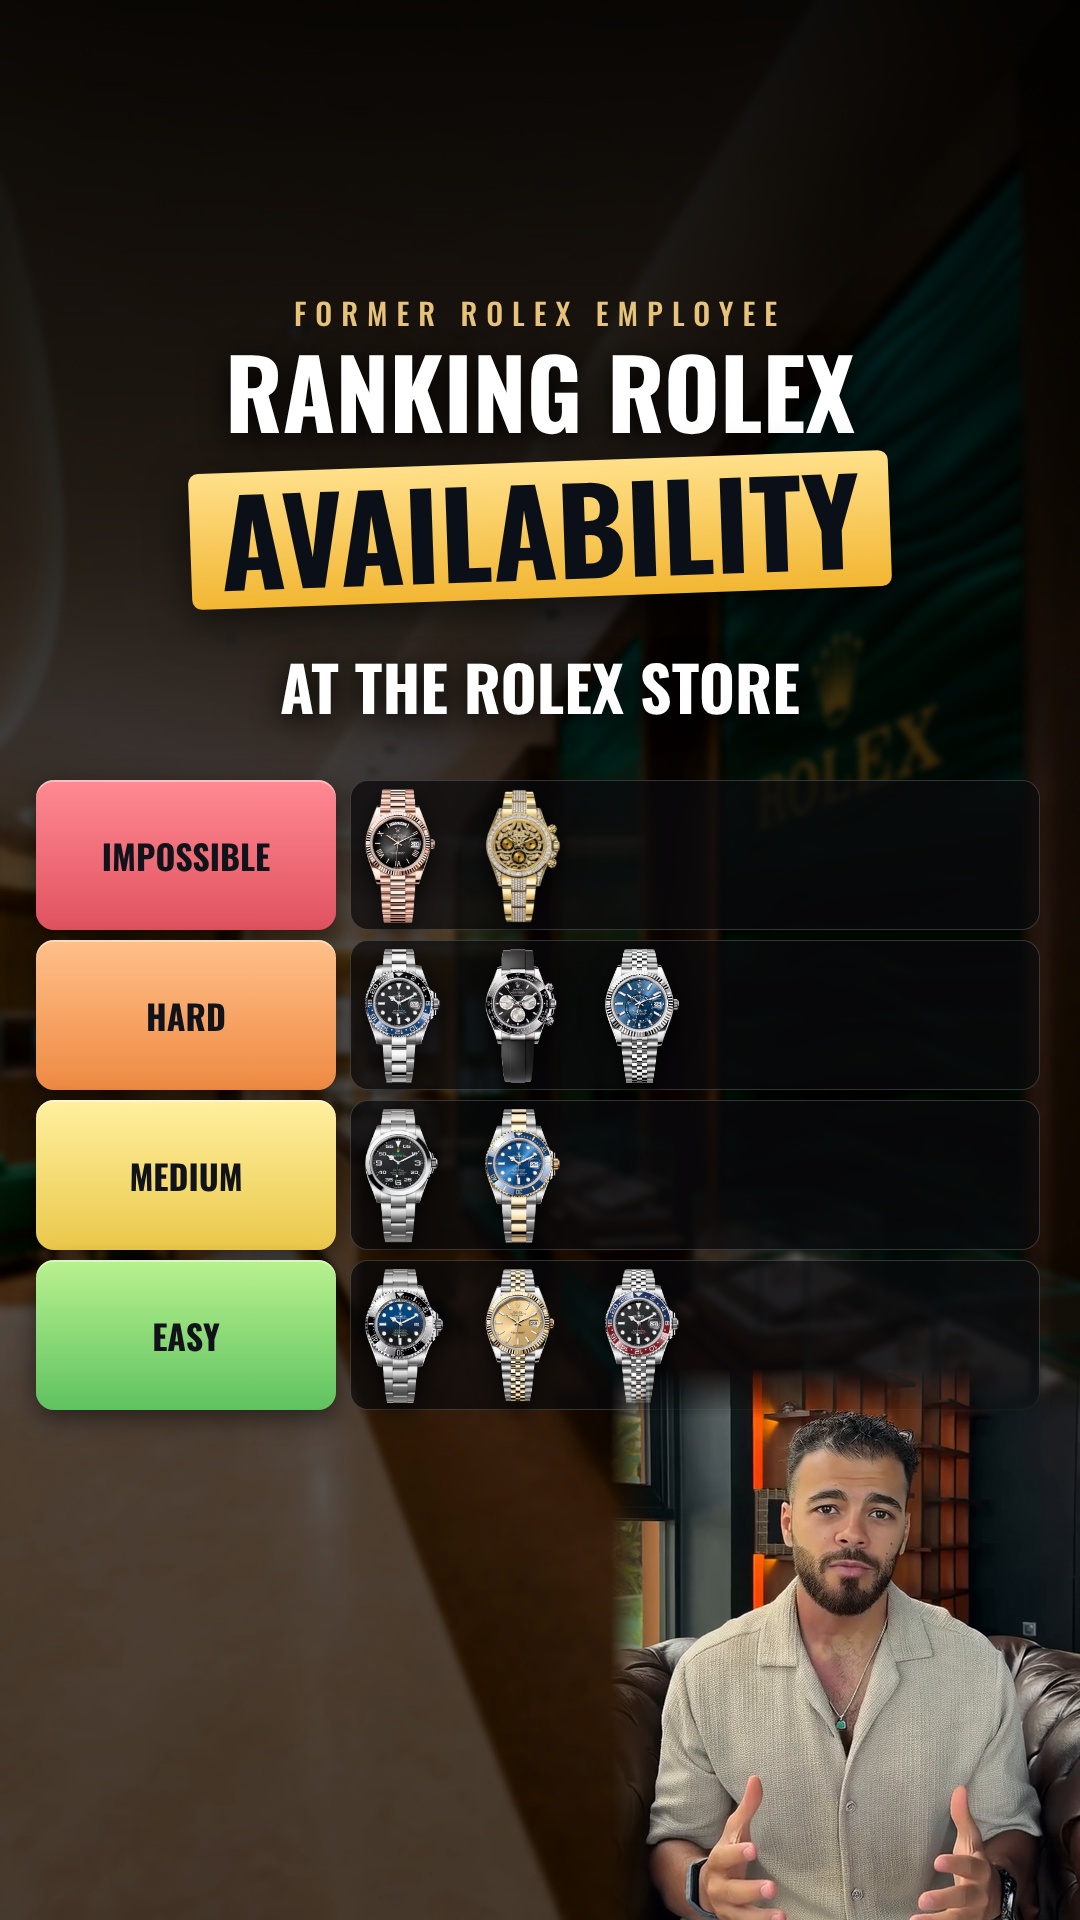 FORMER ROLEX EMPLOYEE
RANKING ROLEX
AVAILABILITY
AT THE ROLEX STORE
ROLEX
IMPOSSIBLE
HARD
MEDIUM
EASY